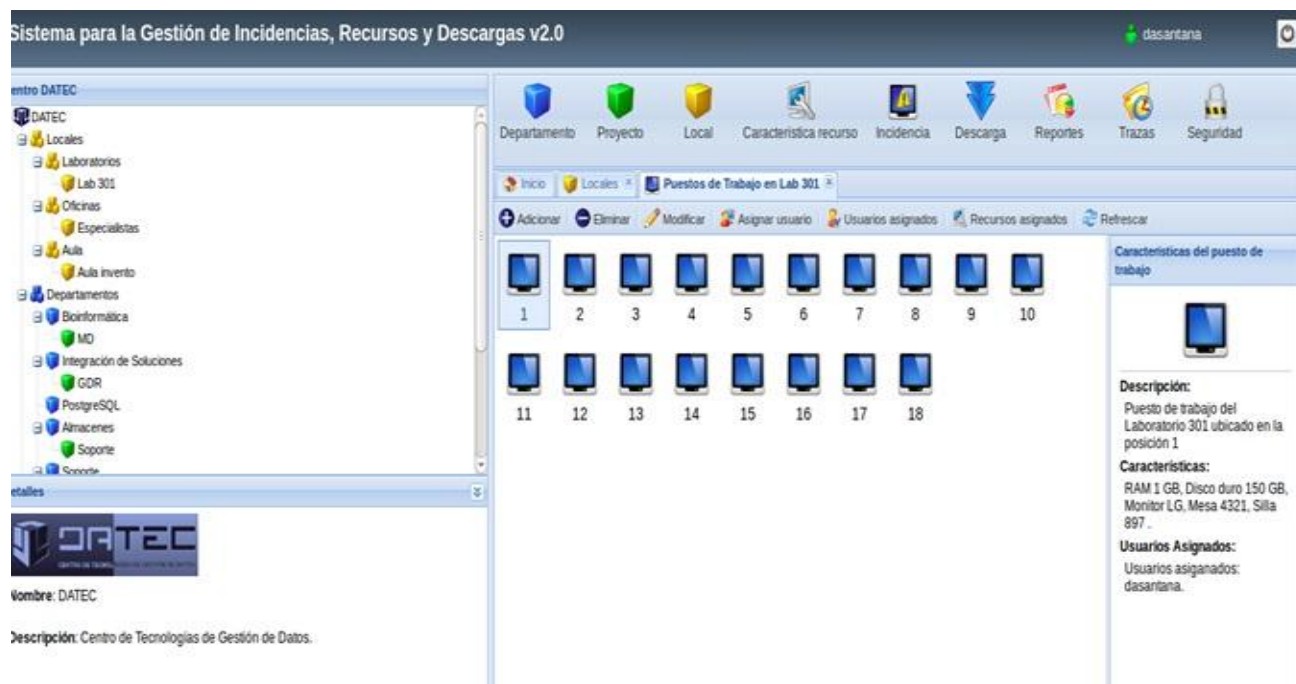 Sistema para la Gestión de Incidencias, Recursos y Descargas v2.0
dasantana
entro DATEC
DATEC
Locales
Laboratorios
Lab 301
Oficinas
Especialistas
Aula
Aula invento
Departamentos
Bioinformática
MD
Integración de Soluciones
GDR
PostgreSQL
Almacenes
Soporte
Soporte
etalles
DATEC
Nombre: DATEC
Descripción: Centro de Tecnologías de Gestión de Datos.
Departamento Proyecto Local Característica recurso Incidencia Descarga Reportes Trazas Seguridad
Inicio Locales Puestos de Trabajo en Lab 301
Adicionar Eliminar Modificar Asignar usuario Usuarios asignados Recursos asignados Refrescar
1 2 3 4 5 6 7 8 9 10
11 12 13 14 15 16 17 18
Características del puesto de
trabajo
Descripción:
Puesto de trabajo del
Laboratorio 301 ubicado en la
posición 1
Características:
RAM 1 GB, Disco duro 150 GB,
Monitor LG, Mesa 4321, Silla
897 .
Usuarios Asignados:
Usuarios asiganados:
dasantana.